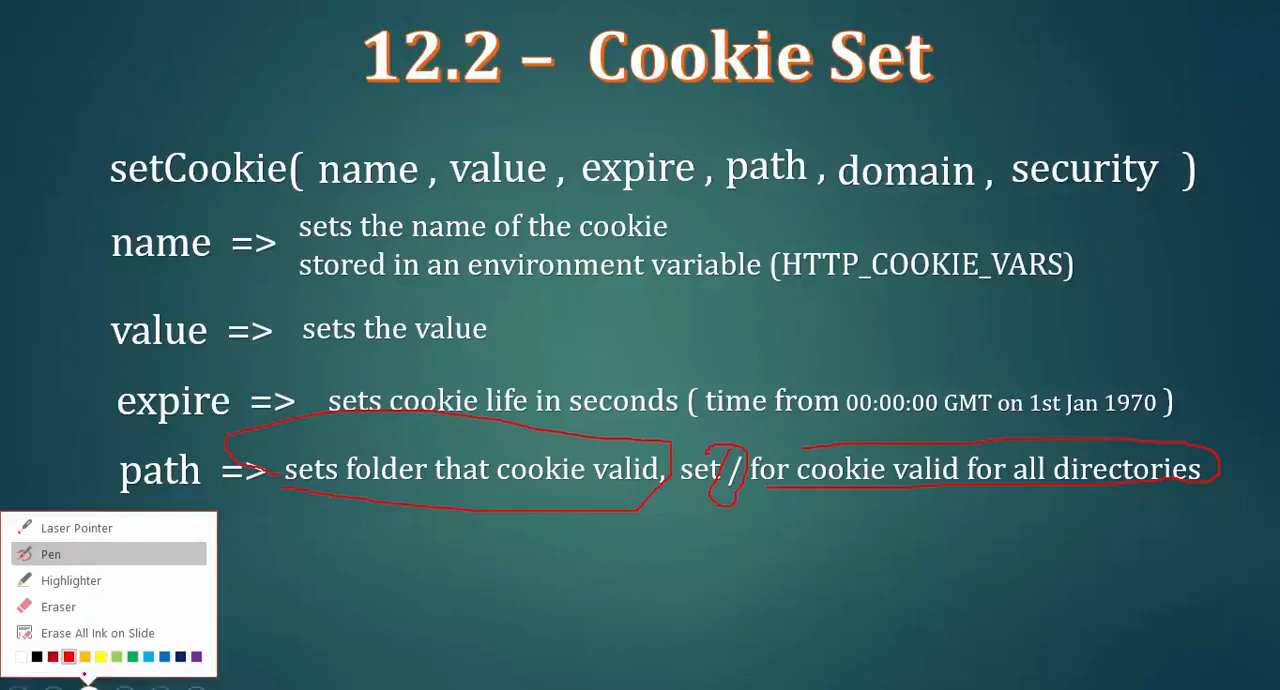 12.2 – Cookie Set
setCookie( name , value , expire , path , domain , security )
name => sets the name of the cookie
stored in an environment variable (HTTP_COOKIE_VARS)
value => sets the value
expire => sets cookie life in seconds ( time from 00:00:00 GMT on 1st Jan 1970 )
path => sets folder that cookie valid, set / for cookie valid for all directories
Laser Pointer
Pen
Highlighter
Eraser
Erase All Ink on Slide